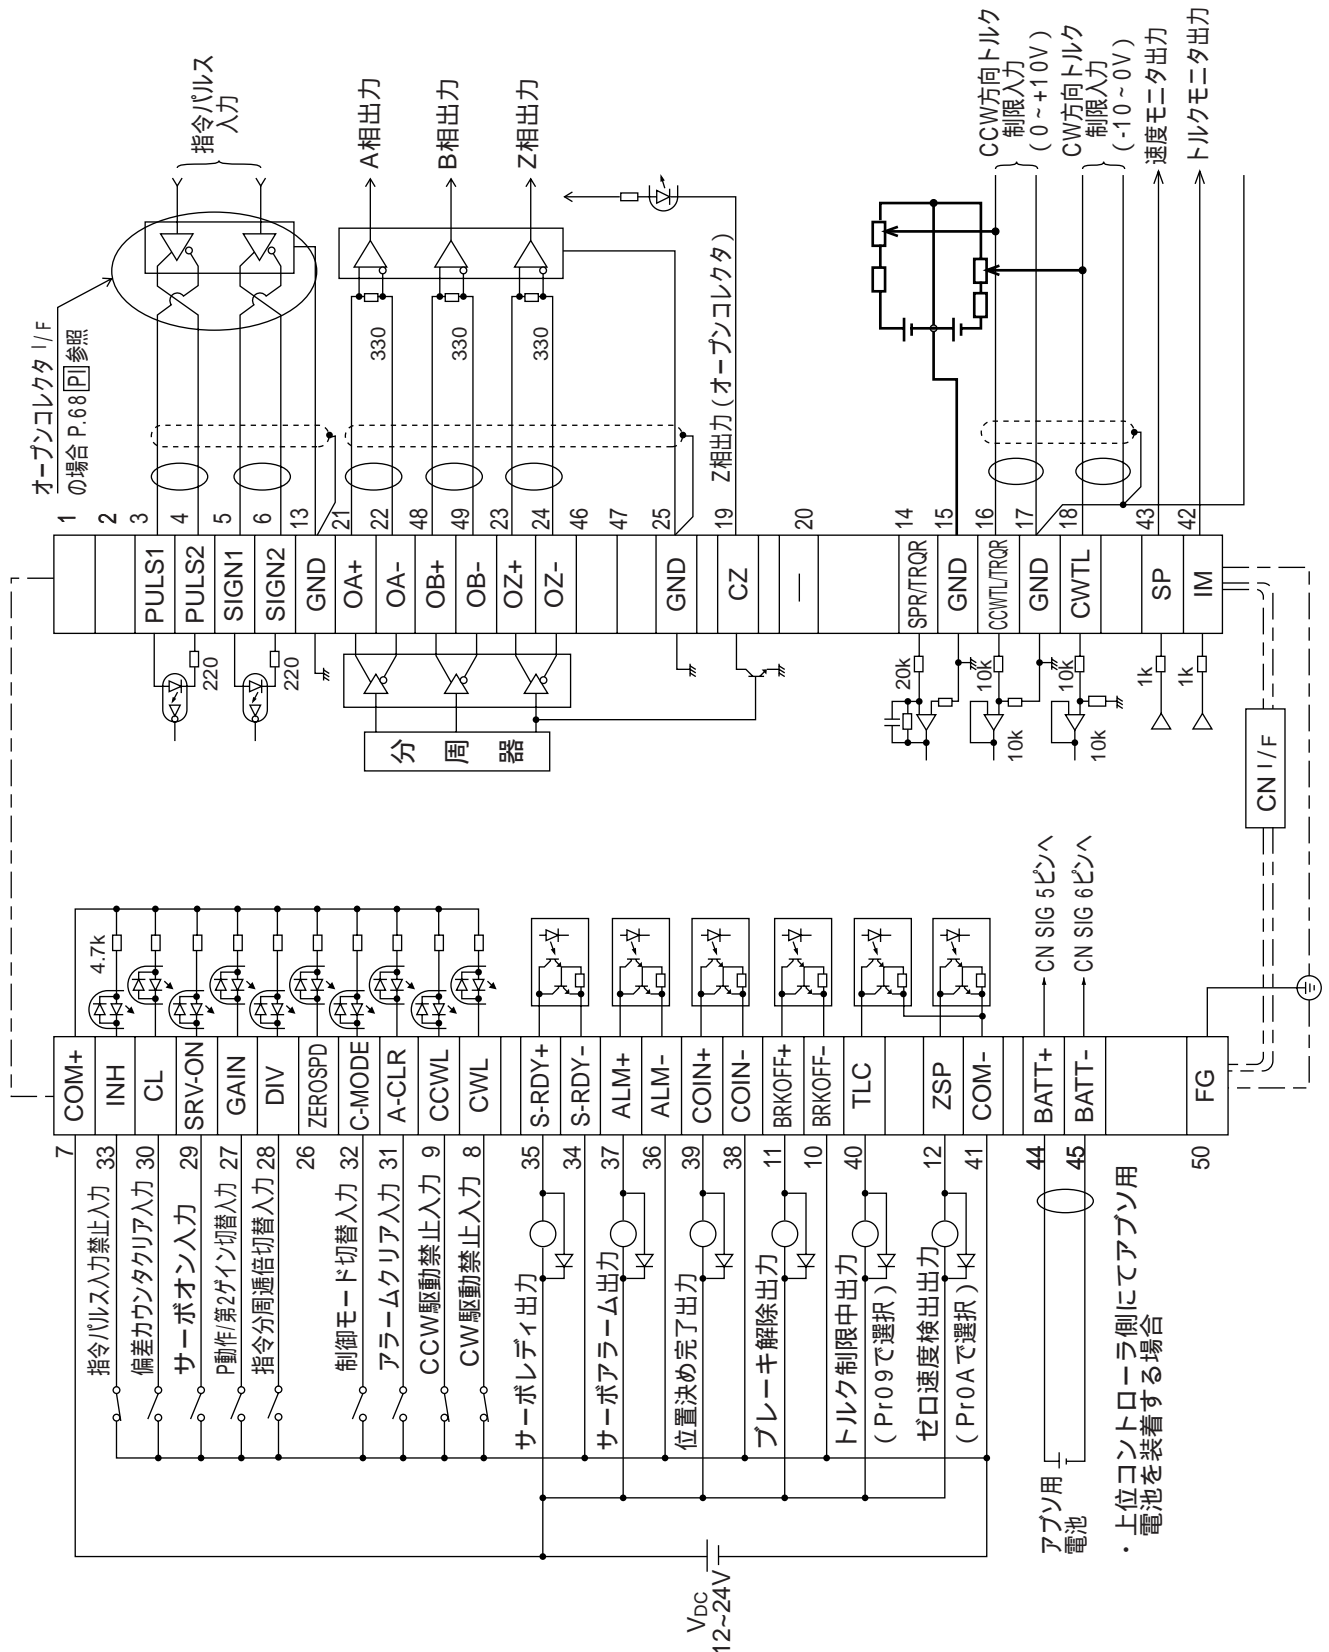 指令パルス
入力
オープンコレクタ I/F
の場合 P.68 PI 参照
A相出力
B相出力
Z相出力
330
330
330
Z相出力(オープンコレクタ)
CCW方向トルク
制限入力
(0~+10V)
CW方向トルク
制限入力
(-10~0V)
速度モニタ出力
トルクモニタ出力
1
2
3 PULS1
4 PULS2
5 SIGN1
6 SIGN2
13 GND
21 OA+
22 OA-
48 OB+
49 OB-
23 OZ+
24 OZ-
46
47
25 GND
19 CZ
20 —
14 SPR/TRQR
15 GND
16 CCWTL/TRQR
17 GND
18 CWTL
43 SP
42 IM
220
220
分周器
20k
10k
10k
10k
10k
1k
1k
CN I/F
4.7k
CN SIG 5ピンへ
CN SIG 6ピンへ
COM+ 7
INH 33 指令パルス入力禁止入力
CL 30 偏差カウンタクリア入力
SRV-ON 29 サーボオン入力
GAIN 27 P動作/第2ゲイン切替入力
DIV 28 指令分周逓倍切替入力
ZEROSPD 26
C-MODE 32 制御モード切替入力
A-CLR 31 アラームクリア入力
CCWL 9 CCW駆動禁止入力
CWL 8 CW駆動禁止入力
S-RDY+ 35 サーボレディ出力
S-RDY- 34
ALM+ 37 サーボアラーム出力
ALM- 36
COIN+ 39 位置決め完了出力
COIN- 38
BRKOFF+ 11 ブレーキ解除出力
BRKOFF- 10
TLC 40 トルク制限中出力
(Pr09で選択)
ZSP 12 ゼロ速度検出出力
(Pr0Aで選択)
COM- 41
BATT+ 44
BATT- 45
FG 50
アブソ用
電池
・上位コントローラ側にてアブソ用
電池を装着する場合
VDC
12~24V